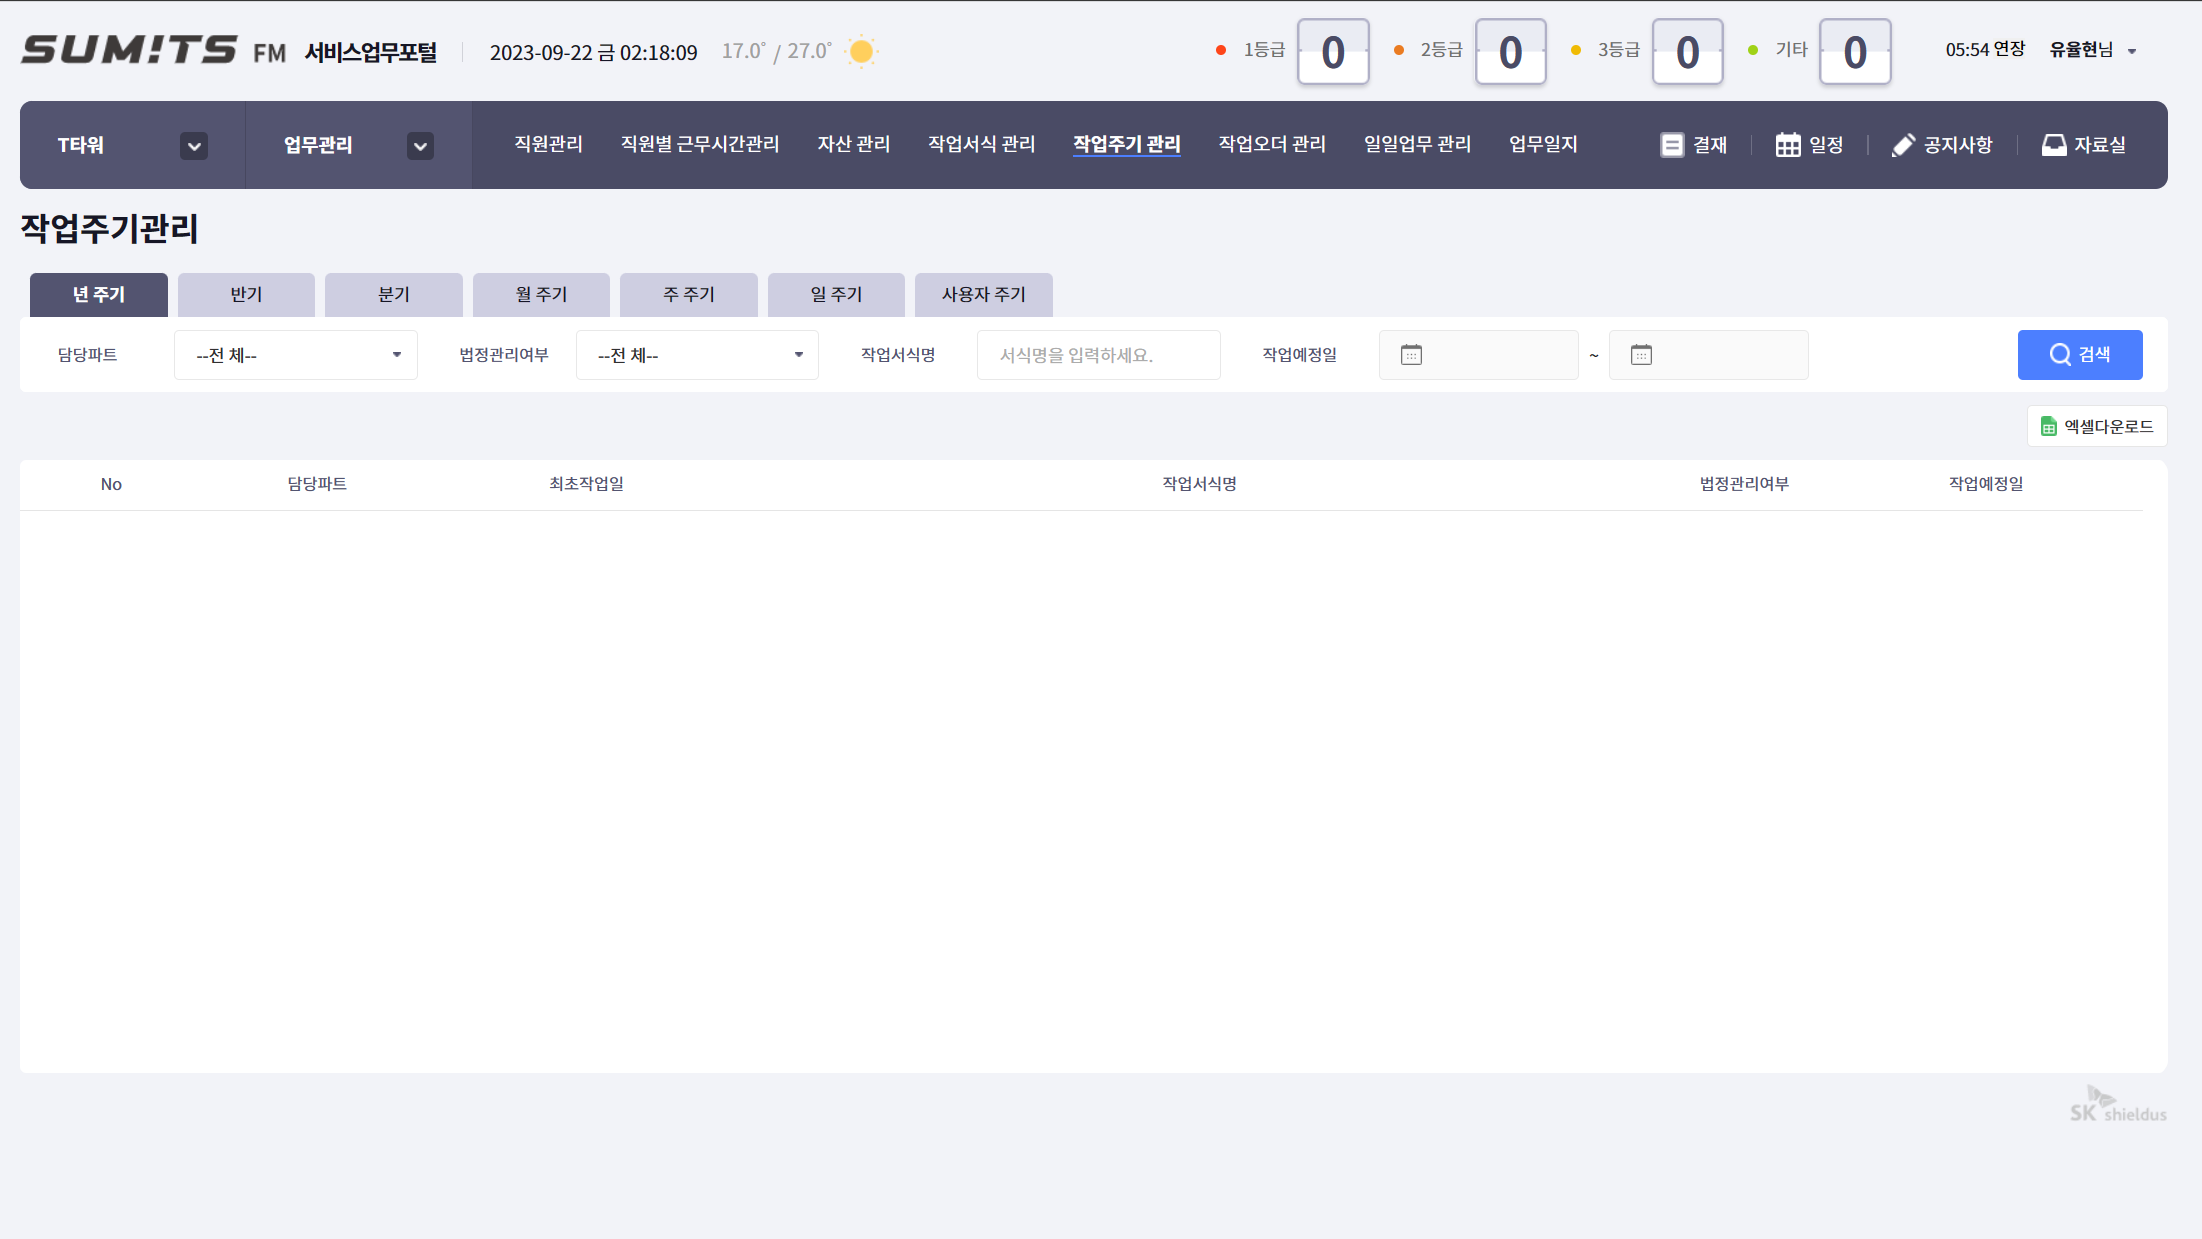 SUM!TS FM 서비스업무포털 2023-09-22 금 02:18:09 17.0° / 27.0° 1등급 0 2등급 0 3등급 0 기타 0 05:54 연장 유율현님
T타워 업무관리 직원관리 직원별 근무시간관리 자산 관리 작업서식 관리 작업주기 관리 작업오더 관리 일일업무 관리 업무일지 결재 일정 공지사항 자료실
작업주기관리
년 주기 반기 분기 월 주기 주 주기 일 주기 사용자 주기
담당파트 --전 체-- 법정관리여부 --전 체-- 작업서식명 서식명을 입력하세요. 작업예정일 ~ 검색
엑셀다운로드
No 담당파트 최초작업일 작업서식명 법정관리여부 작업예정일
SK shieldus